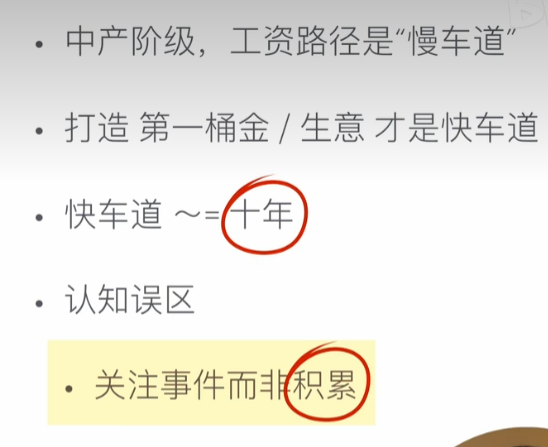 • 中产阶级，工资路径是“慢车道”
• 打造 第一桶金 / 生意 才是快车道
• 快车道 ～= 十年
• 认知误区
• 关注事件而非积累